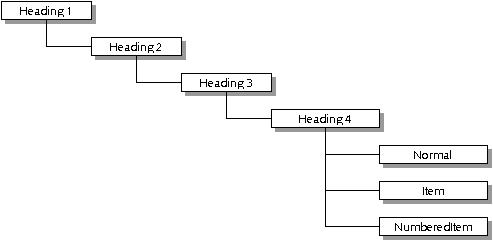 Heading 1
Heading 2
Heading 3
Heading 4
Normal
Item
NumberedItem